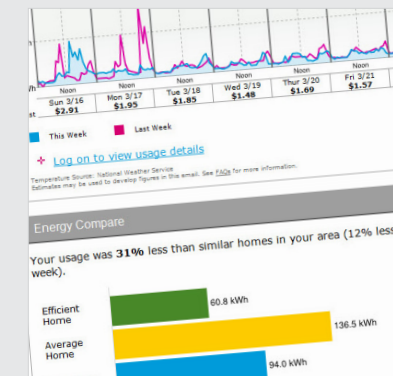 h
Noon Noon Noon Noon Noon Noon
Sun 3/16 Mon 3/17 Tue 3/18 Wed 3/19 Thur 3/20 Fri 3/21
$2.91 $1.95 $1.85 $1.48 $1.69 $1.57
st
This Week Last Week
Log on to view usage details
Temperature Source: National Weather Service
Estimates may be used to develop figures in this email. See FAQs for more information.
Energy Compare
Your usage was 31% less than similar homes in your area (12% less
week).
Efficient
Home
60.8 kWh
Average
Home
136.5 kWh
94.0 kWh